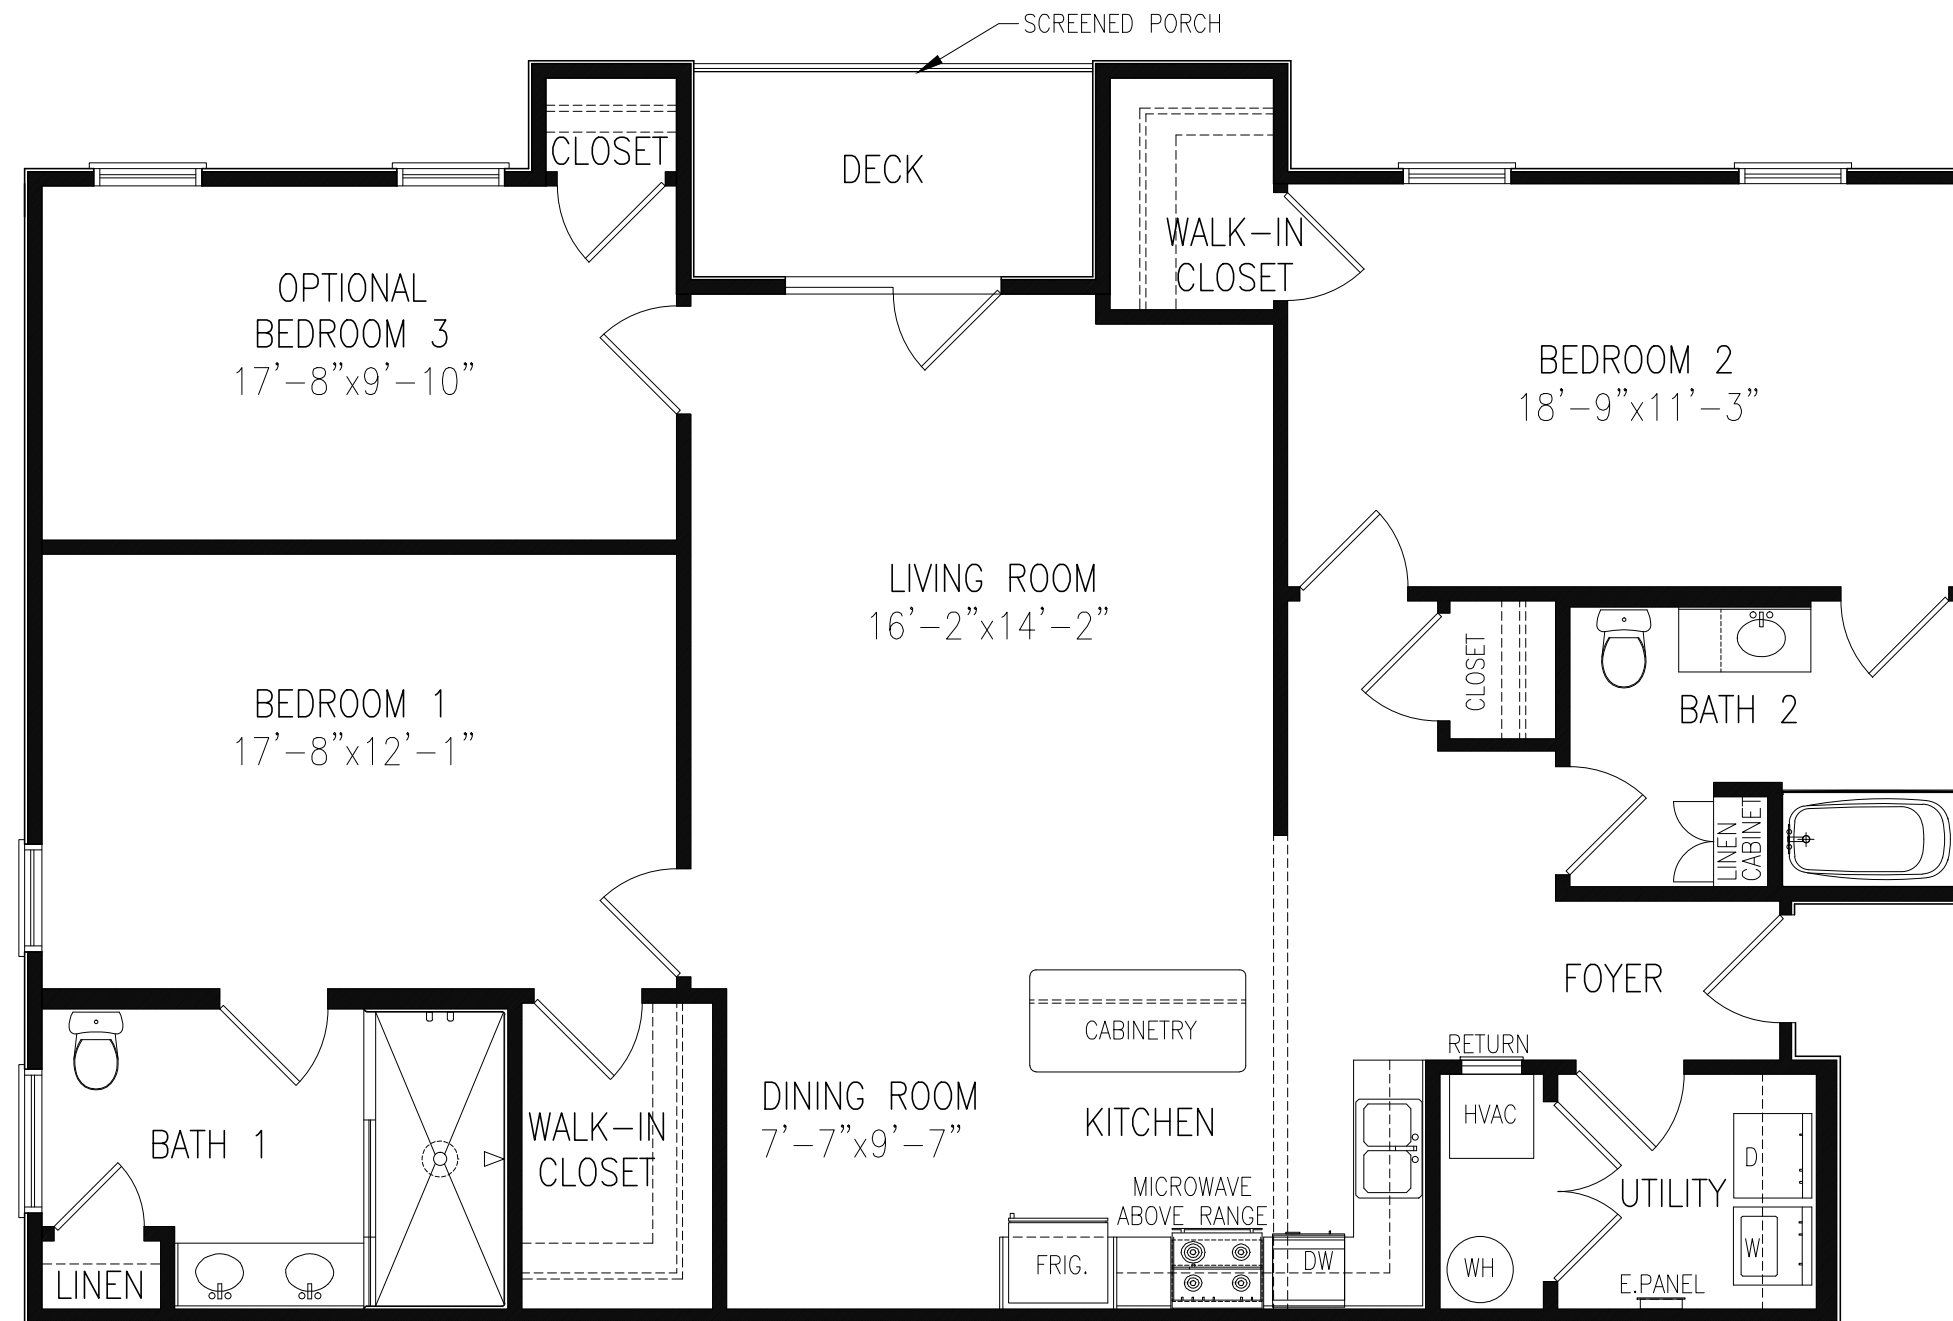 SCREENED PORCH
CLOSET
DECK
WALK-IN
CLOSET
OPTIONAL
BEDROOM 3
17'-8"x9'-10"
BEDROOM 2
18'-9"x11'-3"
LIVING ROOM
16'-2"x14'-2"
CLOSET
BATH 2
BEDROOM 1
17'-8"x12'-1"
LINEN
CABINET
FOYER
CABINETRY
RETURN
DINING ROOM
7'-7"x9'-7"
KITCHEN
HVAC
BATH 1
WALK-IN
CLOSET
D
MICROWAVE
ABOVE RANGE
UTILITY
W
FRIG.
DW
WH
LINEN
E.PANEL